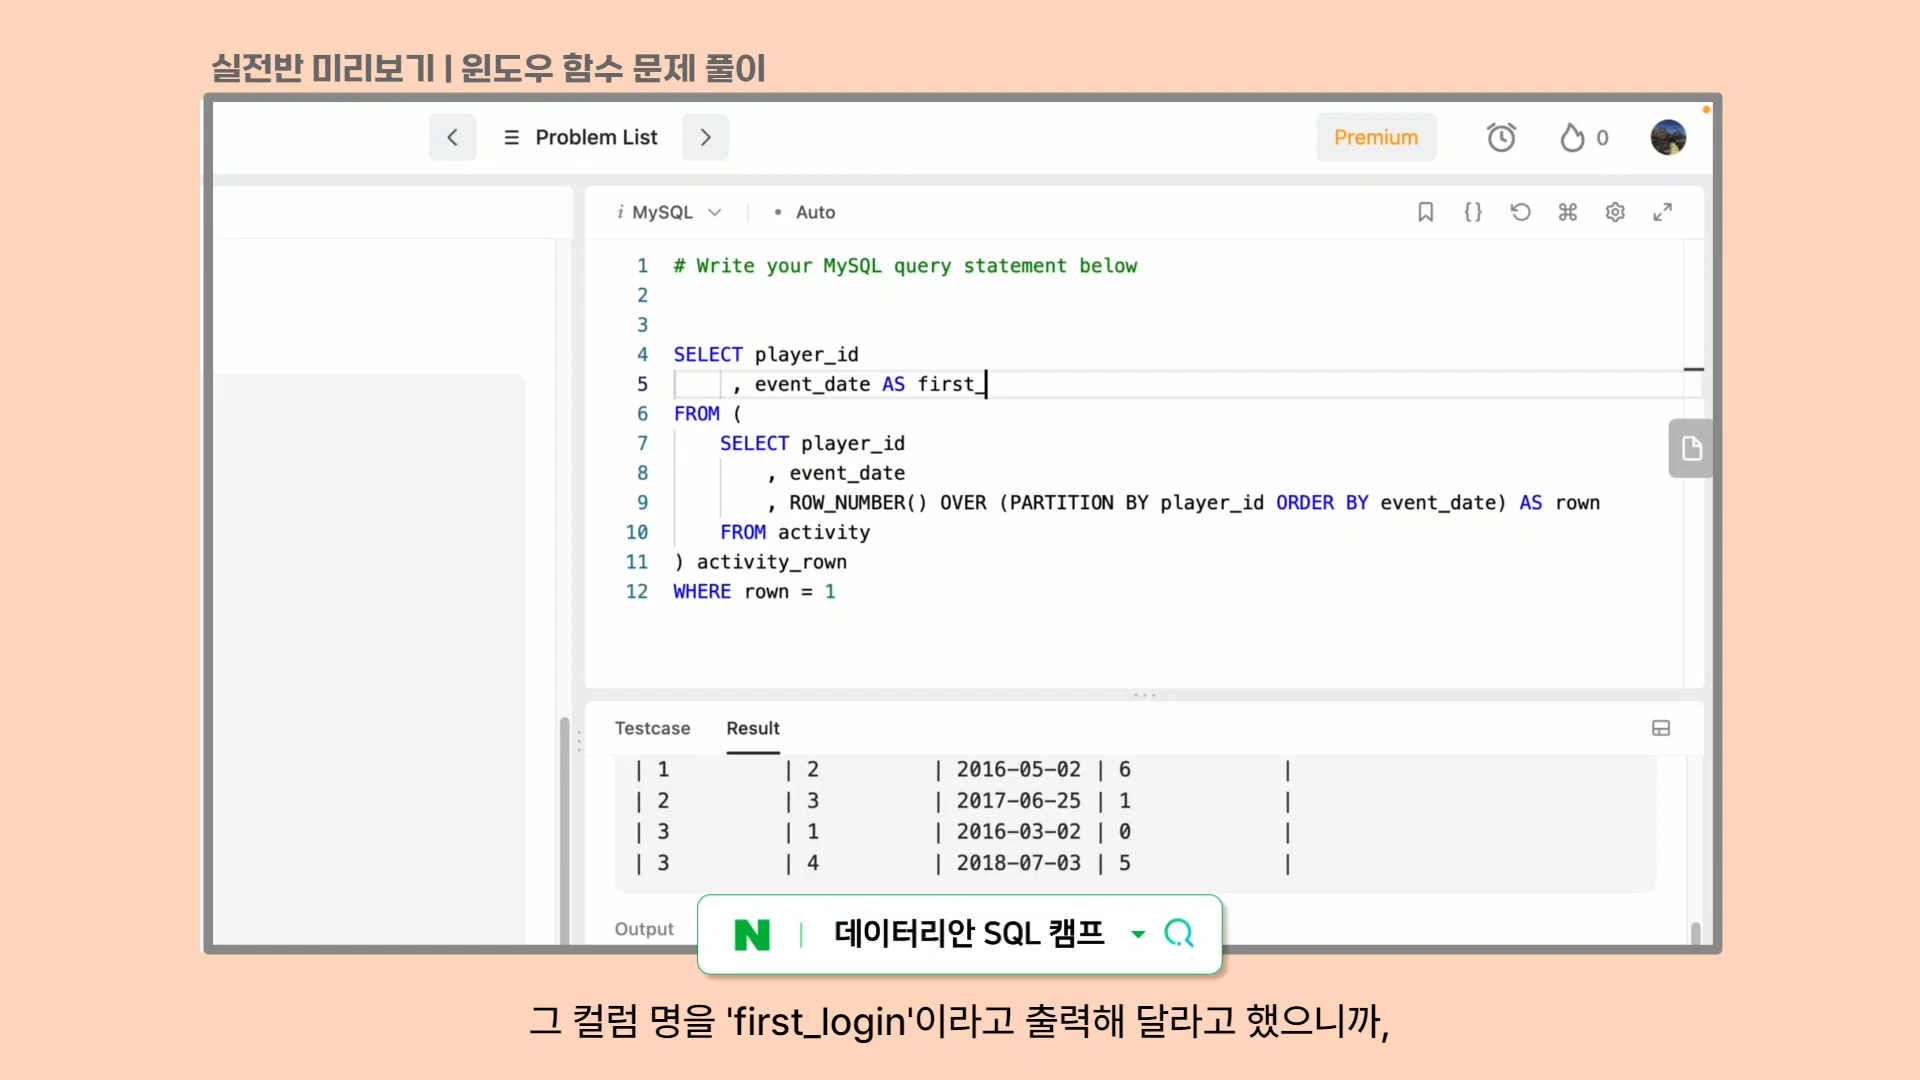 실전반 미리보기 | 윈도우 함수 문제 풀이
Problem List
Premium
0
i MySQL
• Auto
1 # Write your MySQL query statement below
2
3
4 SELECT player_id
5 , event_date AS first_
6 FROM (
7 SELECT player_id
8 , event_date
9 , ROW_NUMBER() OVER (PARTITION BY player_id ORDER BY event_date) AS rown
10 FROM activity
11 ) activity_rown
12 WHERE rown = 1
Testcase Result
| 1 | 2 | 2016-05-02 | 6 |
| 2 | 3 | 2017-06-25 | 1 |
| 3 | 1 | 2016-03-02 | 0 |
| 3 | 4 | 2018-07-03 | 5 |
Output
N | 데이터리안 SQL 캠프
그 컬럼 명을 'first_login'이라고 출력해 달라고 했으니까,